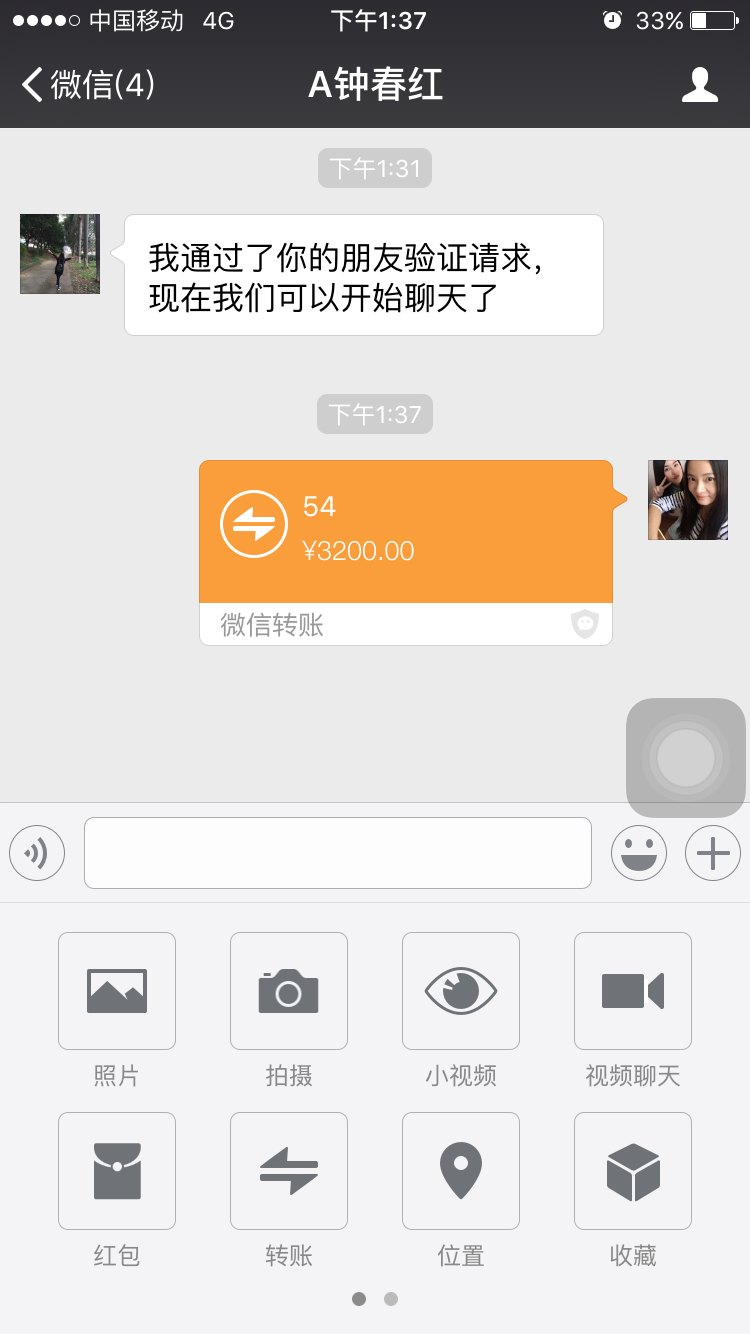 中国移动 4G 下午1:37 33%
微信(4) A钟春红
下午1:31
我通过了你的朋友验证请求，
现在我们可以开始聊天了
下午1:37
54
¥3200.00
微信转账
照片 拍摄 小视频 视频聊天
红包 转账 位置 收藏